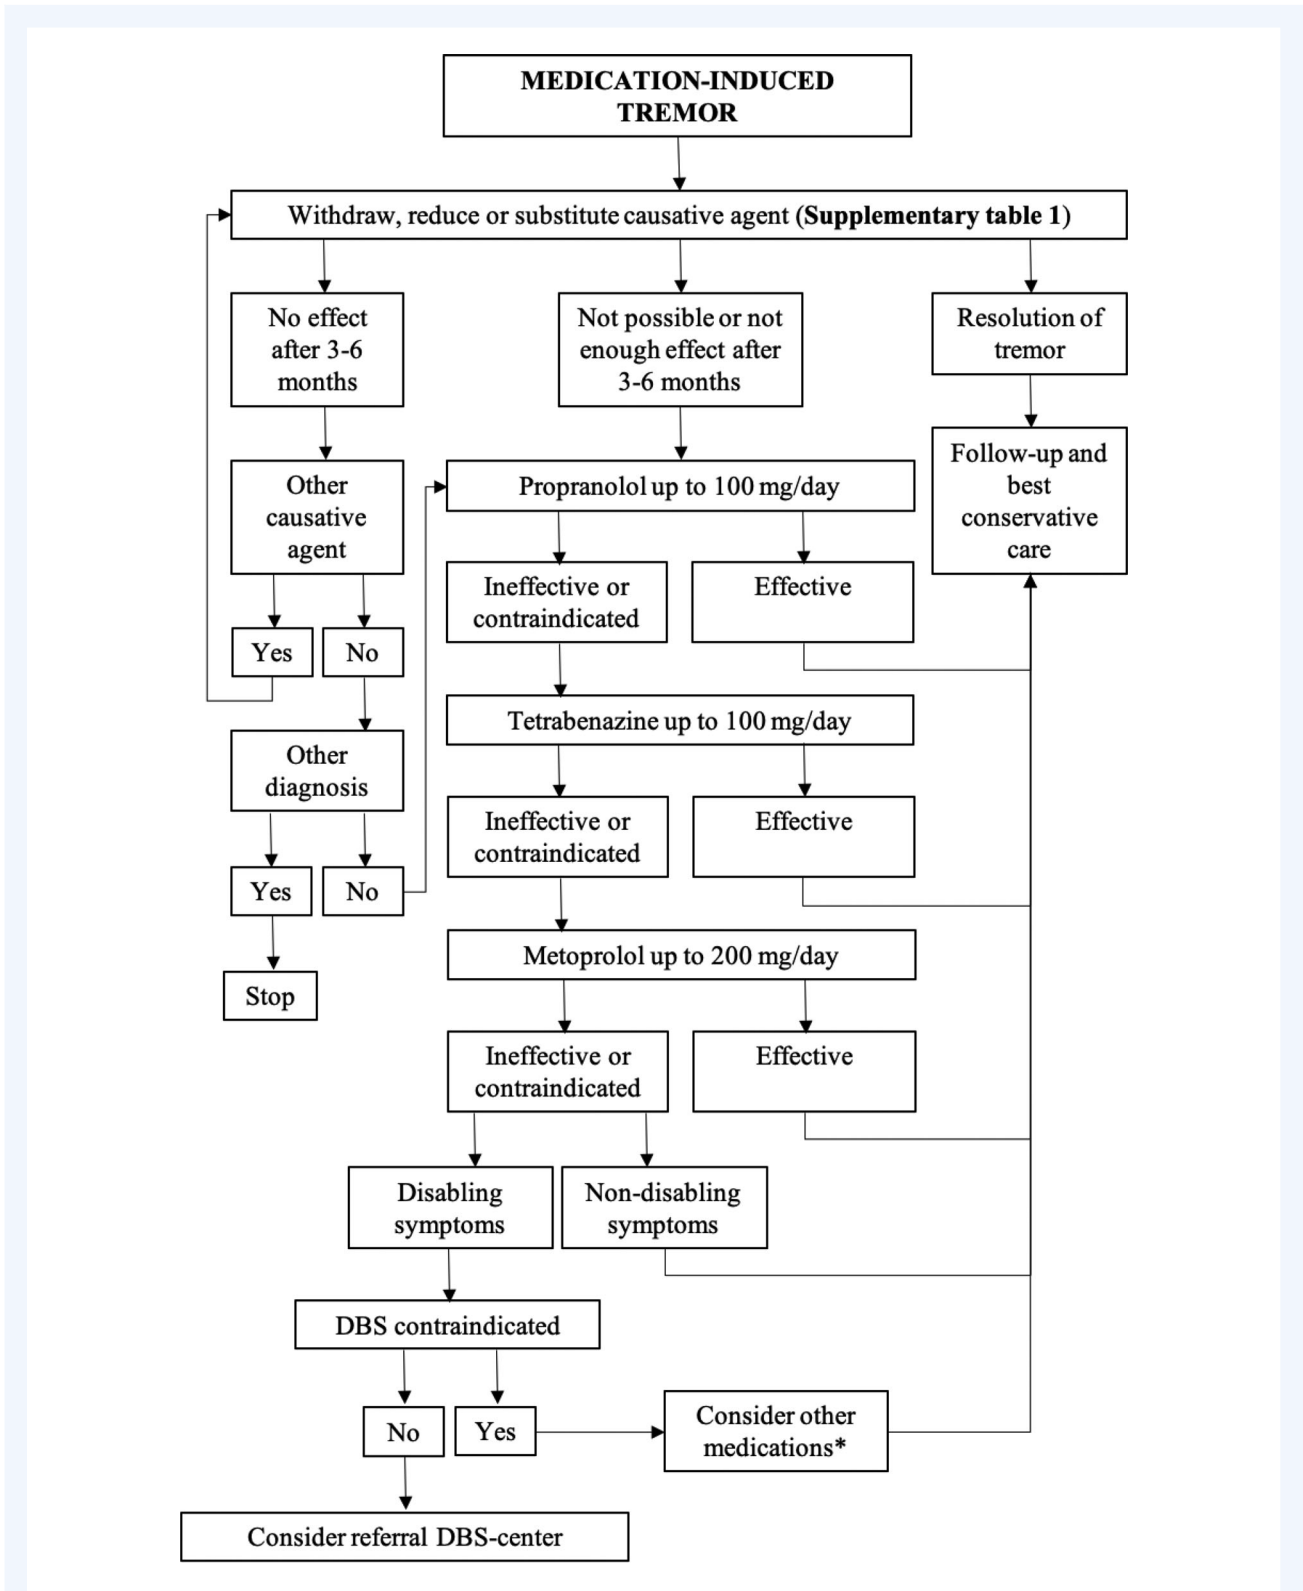 MEDICATION-INDUCED
TREMOR
Withdraw, reduce or substitute causative agent (Supplementary table 1)
No effect
after 3-6
months
Not possible or not
enough effect after
3-6 months
Resolution of
tremor
Other
causative
agent
Propranolol up to 100 mg/day
Follow-up and
best
conservative
care
Ineffective or
contraindicated
Effective
Yes
No
Tetrabenazine up to 100 mg/day
Other
diagnosis
Ineffective or
contraindicated
Effective
Yes
No
Metoprolol up to 200 mg/day
Stop
Ineffective or
contraindicated
Effective
Disabling
symptoms
Non-disabling
symptoms
DBS contraindicated
No
Yes
Consider other
medications*
Consider referral DBS-center